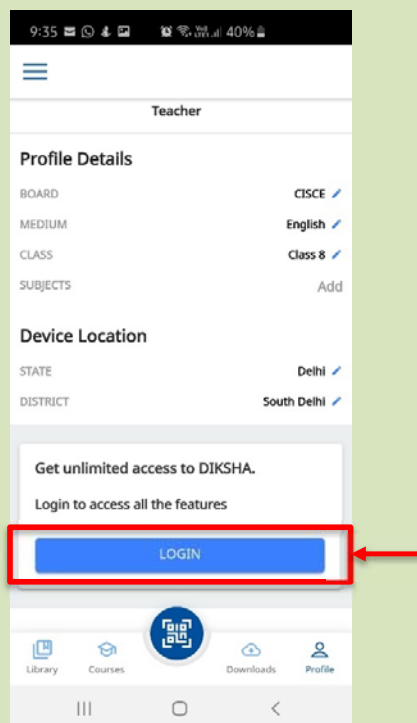 9:35 40%
Teacher
Profile Details
BOARD CISCE
MEDIUM English
CLASS Class 8
SUBJECTS Add
Device Location
STATE Delhi
DISTRICT South Delhi
Get unlimited access to DIKSHA.
Login to access all the features
LOGIN
Library Courses Downloads Profile